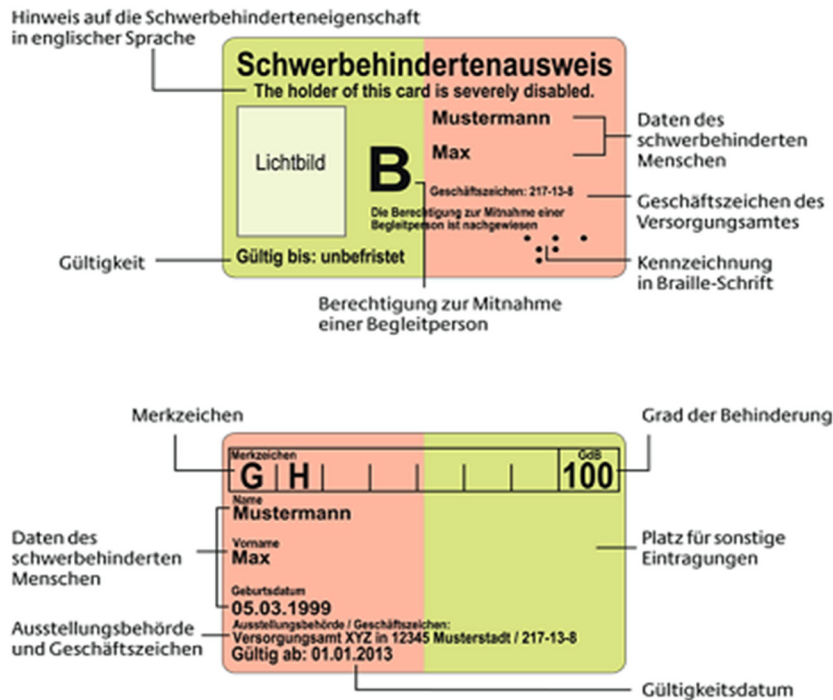 Hinweis auf die Schwerbehinderteneigenschaft
in englischer Sprache
Schwerbehindertenausweis
The holder of this card is severely disabled.
Lichtbild
B
Mustermann
Max
Geschäftszeichen: 217-13-8
Die Berechtigung zur Mitnahme einer
Begleitperson ist nachgewiesen
Gültig bis: unbefristet
Daten des
schwerbehinderten
Menschen
Geschäftszeichen des
Versorgungsamtes
Kennzeichnung
in Braille-Schrift
Gültigkeit
Berechtigung zur Mitnahme
einer Begleitperson
Merkzeichen
Grad der Behinderung
Merkzeichen
GdB
G H
100
Name
Mustermann
Vorname
Max
Geburtsdatum
05.03.1999
Ausstellungsbehörde / Geschäftszeichen:
Versorgungsamt XYZ in 12345 Musterstadt / 217-13-8
Gültig ab: 01.01.2013
Daten des
schwerbehinderten
Menschen
Ausstellungsbehörde
und Geschäftszeichen
Platz für sonstige
Eintragungen
Gültigkeitsdatum